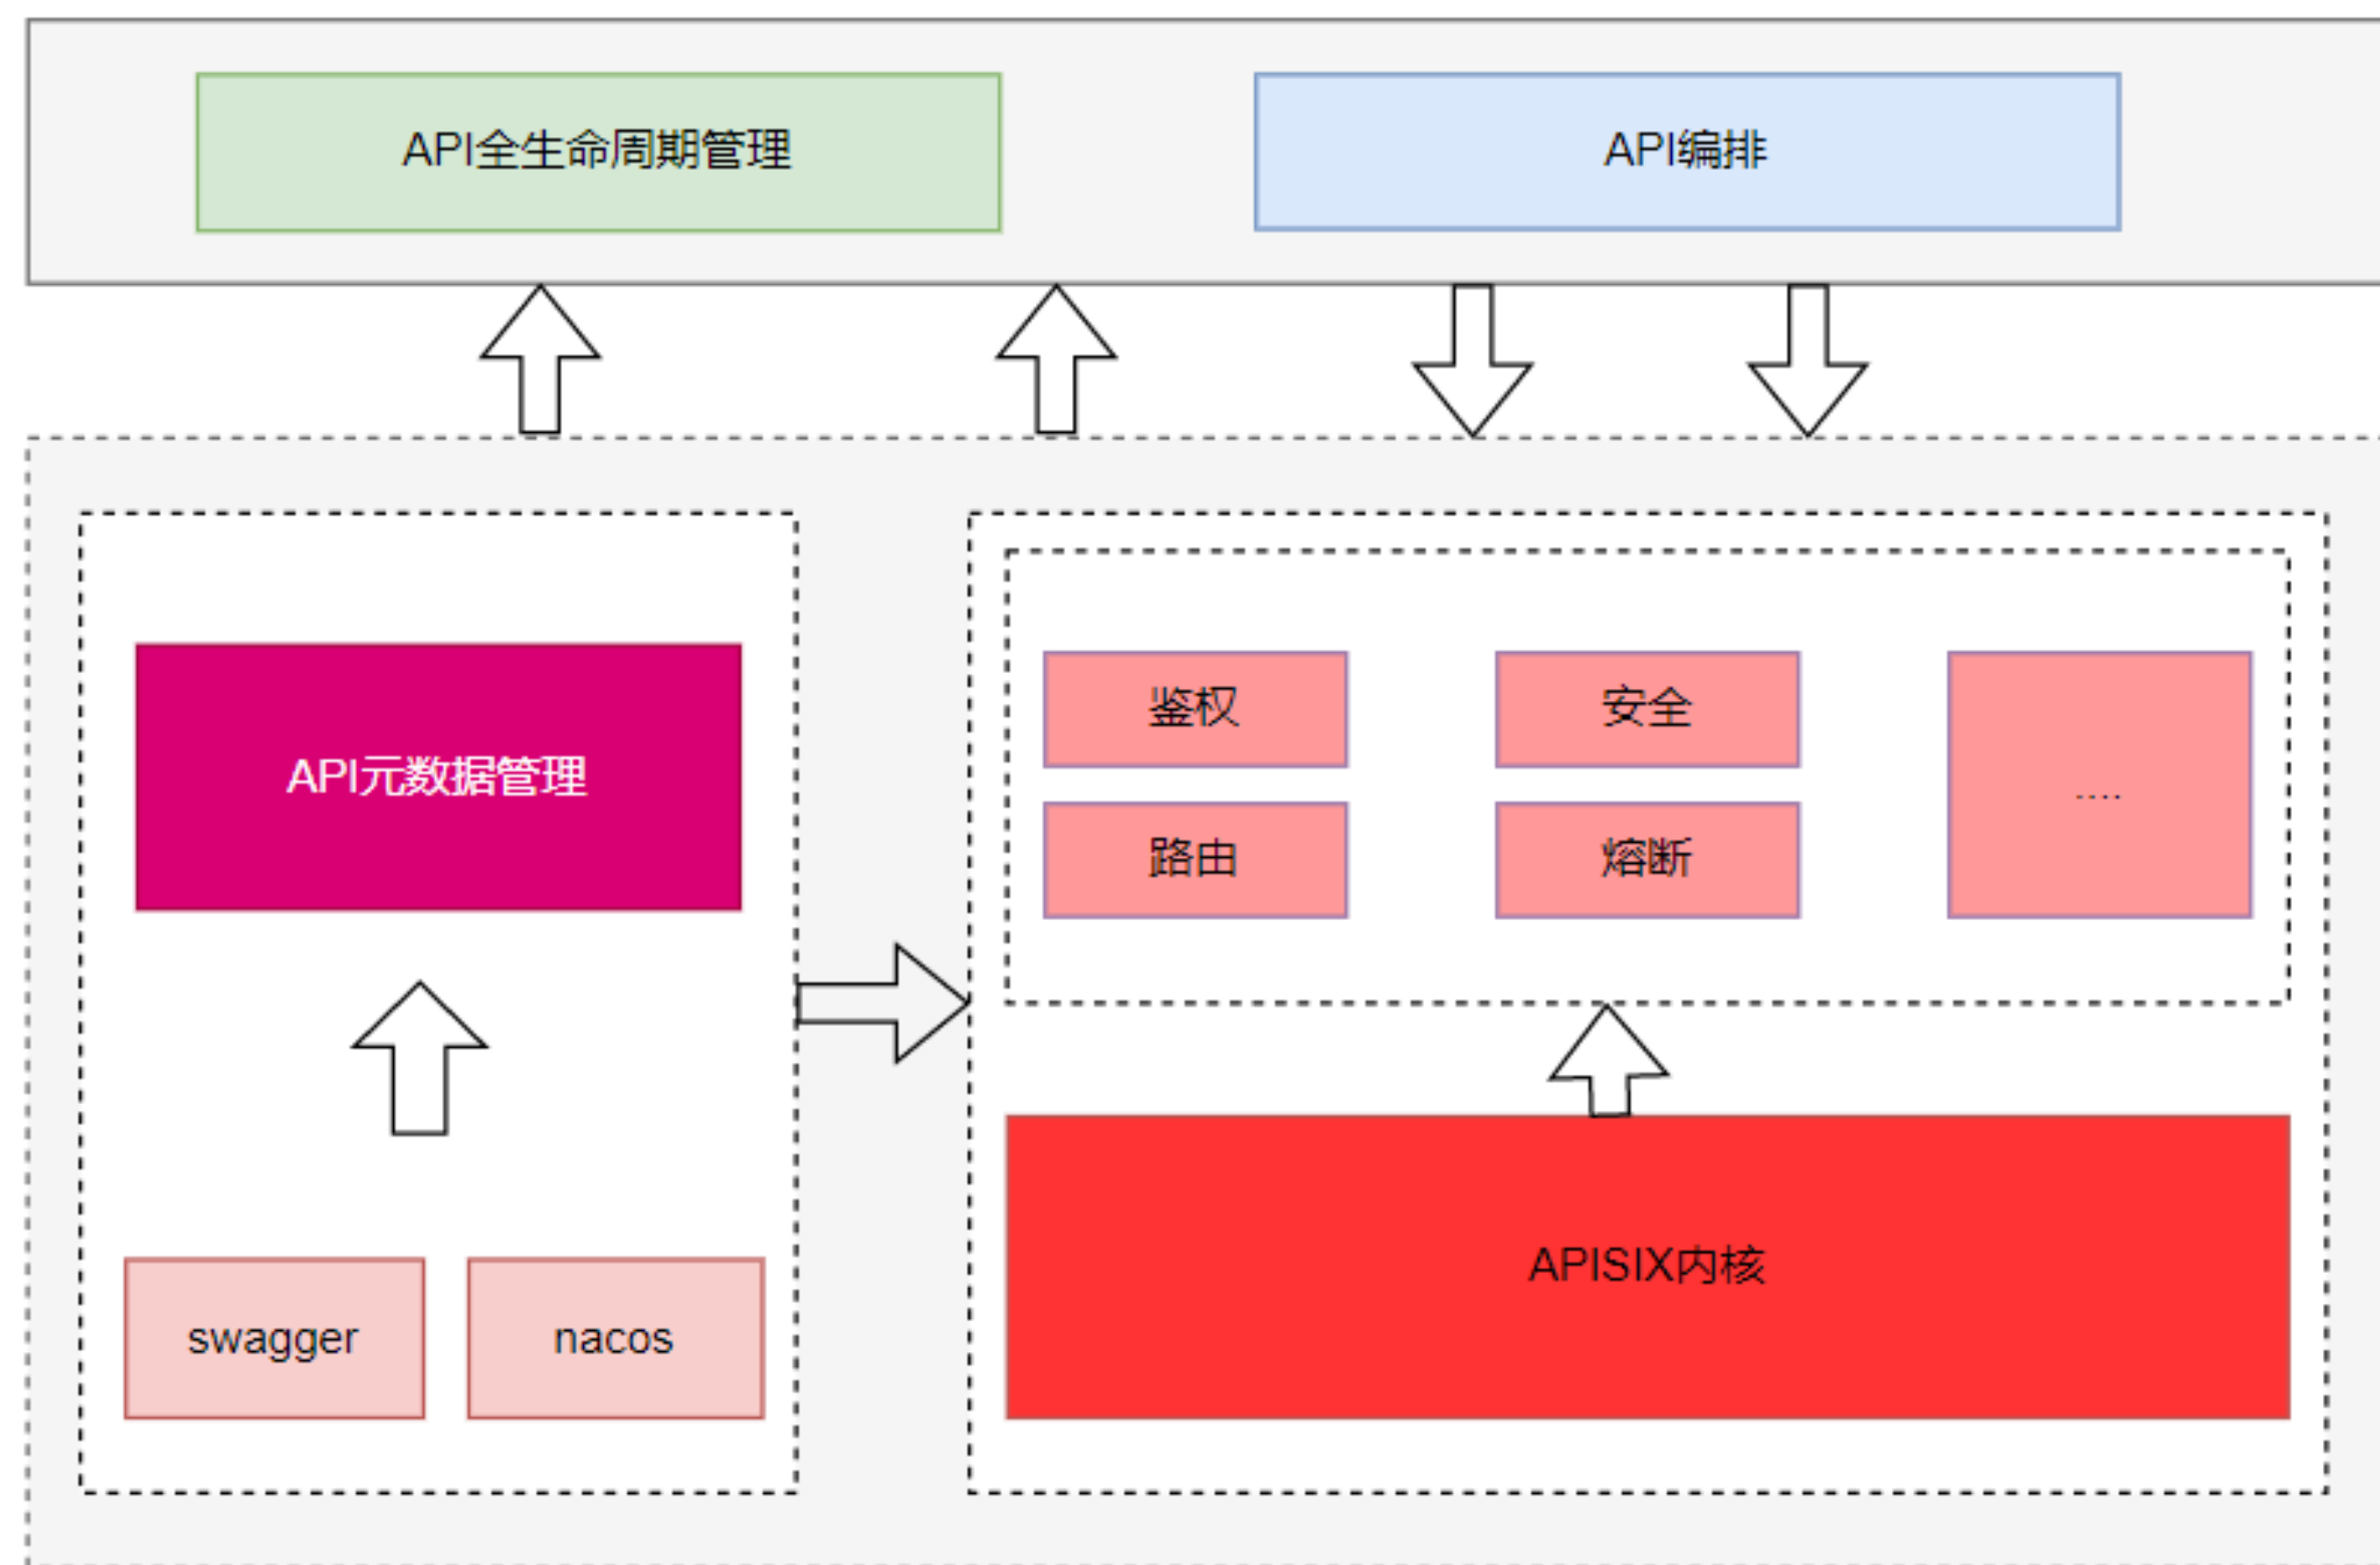 API全生命周期管理
API编排
API元数据管理
swagger
nacos
鉴权
安全
....
路由
熔断
APISIX内核